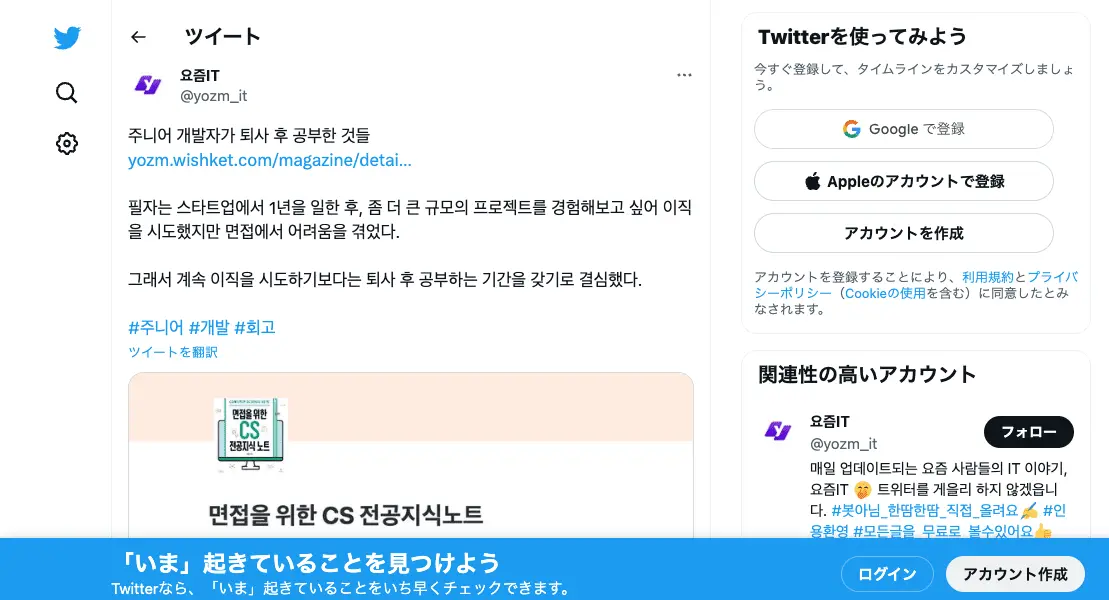 ツイート
요즘IT
@yozm_it
주니어 개발자가 퇴사 후 공부한 것들
yozm.wishket.com/magazine/detai...
필자는 스타트업에서 1년을 일한 후, 좀 더 큰 규모의 프로젝트를 경험해보고 싶어 이직
을 시도했지만 면접에서 어려움을 겪었다.
그래서 계속 이직을 시도하기보다는 퇴사 후 공부하는 기간을 갖기로 결심했다.
#주니어 #개발 #회고
ツイートを翻訳
면접을 위한
CS
전공지식 노트
면접을 위한 CS 전공지식노트
Twitterを使ってみよう
今すぐ登録して、タイムラインをカスタマイズしましょ
う。
Google で登録
Appleのアカウントで登録
アカウントを作成
アカウントを登録することにより、利用規約とプライバ
シーポリシー（Cookieの使用を含む）に同意したとみ
なされます。
関連性の高いアカウント
요즘IT
@yozm_it
フォロー
매일 업데이트되는 요즘 사람들의 IT 이야기,
요즘IT 🤭 트위터를 게을리 하지 않겠읍니
다. #봇아님_한땀한땀_직접_올려요✍️ #인
용환영 #모든글을_무료로_볼수있어요👍
「いま」起きていることを見つけよう
Twitterなら、「いま」起きていることをいち早くチェックできます。
ログイン
アカウント作成